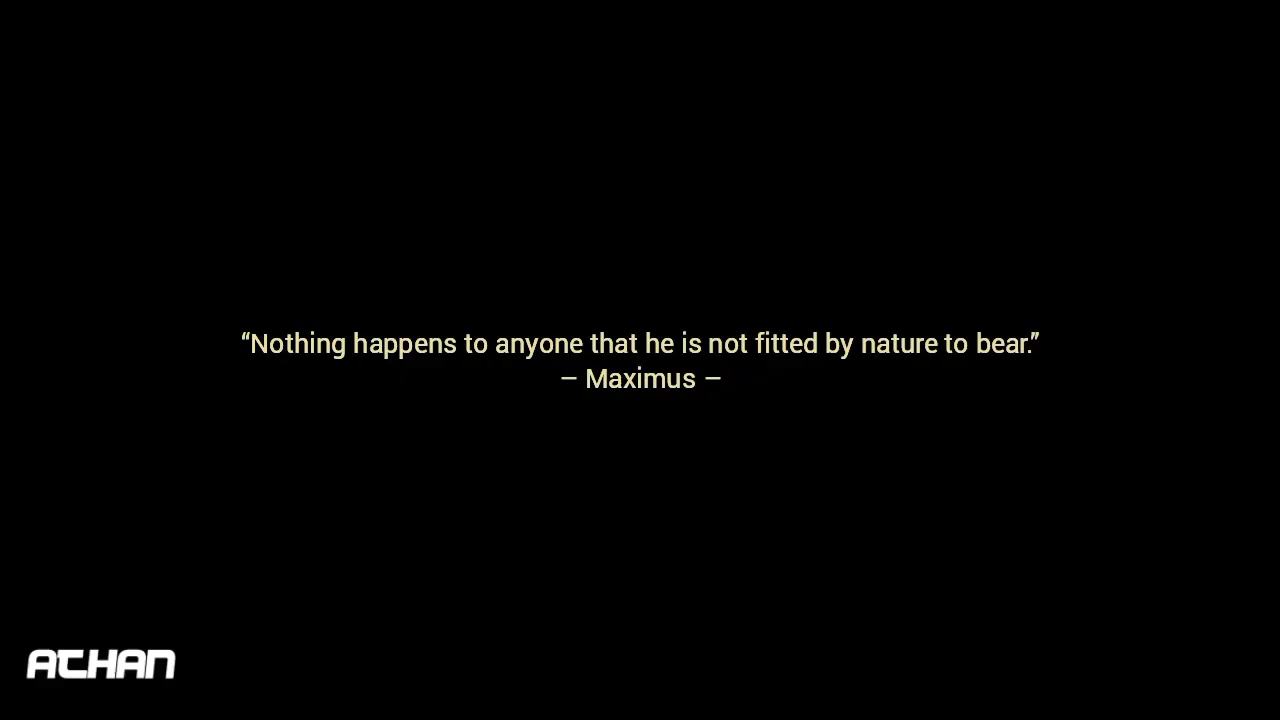 “Nothing happens to anyone that he is not fitted by nature to bear.”
– Maximus –
ATHAN